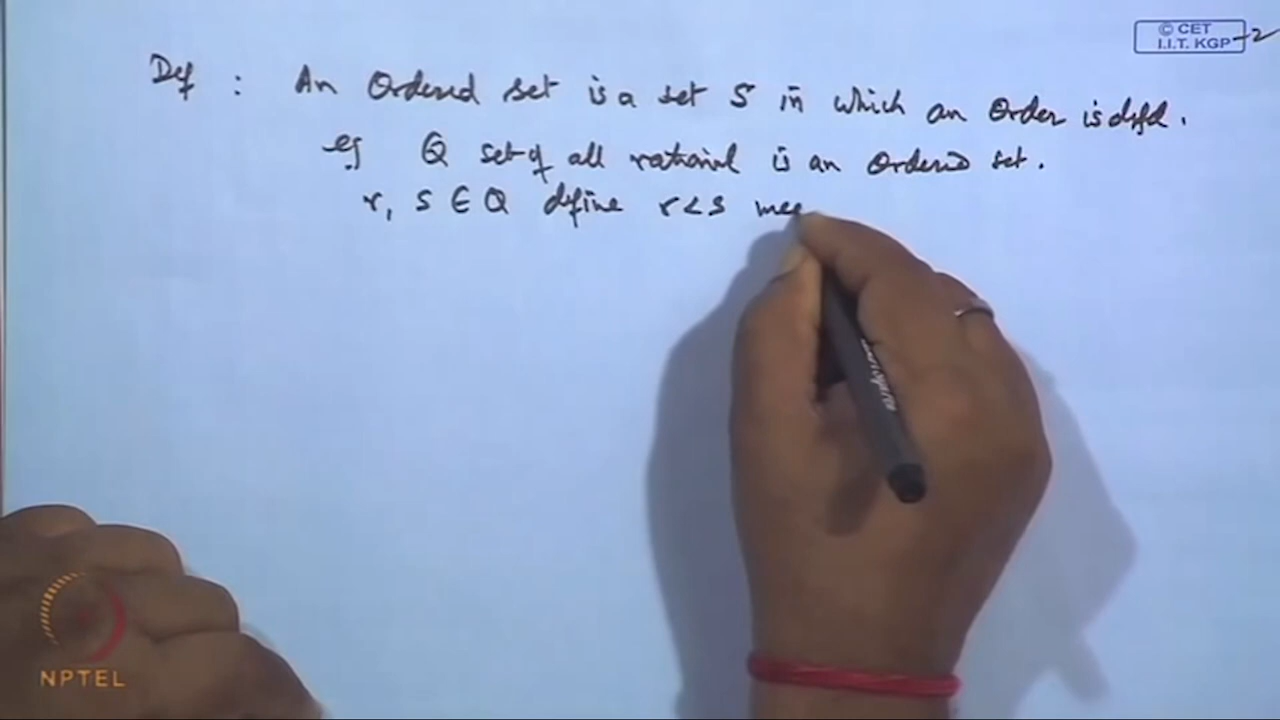 © CET
I.I.T. KGP
Def : An Ordered set is a set S in which an Order is defd.
eg Q set of all rational is an Ordered set.
r, s ∈ Q define r < s mea
NPTEL